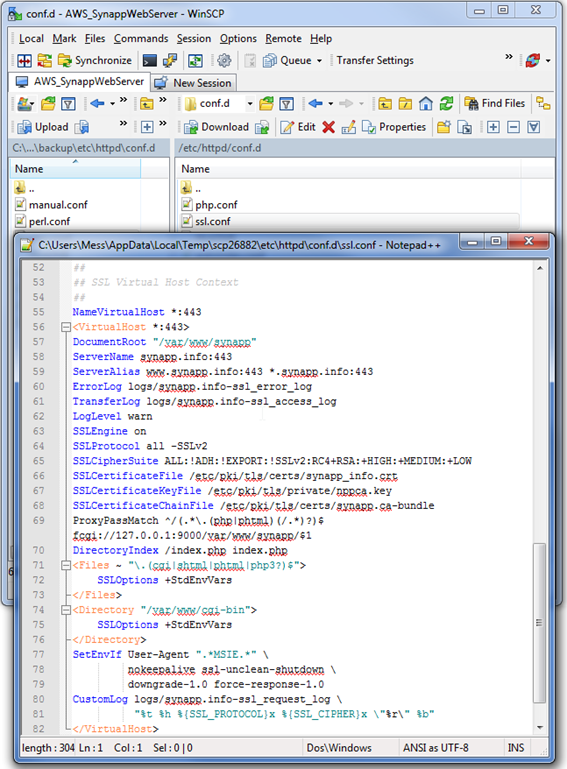 conf.d - AWS_SynappWebServer - WinSCP
Local Mark Files Commands Session Options Remote Help
Synchronize Queue Transfer Settings
AWS_SynappWebServer New Session
conf.d Find Files
Upload Download Edit Properties
C:\...\backup\etc\httpd\conf.d /etc/httpd/conf.d
Name Name
.. ..
manual.conf php.conf
perl.conf ssl.conf
C:\Users\Mess\AppData\Local\Temp\scp26882\etc\httpd\conf.d\ssl.conf - Notepad++
52 ##
53 ## SSL Virtual Host Context
54 ##
55 NameVirtualHost *:443
56 <VirtualHost *:443>
57 DocumentRoot "/var/www/synapp"
58 ServerName synapp.info:443
59 ServerAlias www.synapp.info:443 *.synapp.info:443
60 ErrorLog logs/synapp.info-ssl_error_log
61 TransferLog logs/synapp.info-ssl_access_log
62 LogLevel warn
63 SSLEngine on
64 SSLProtocol all -SSLv2
65 SSLCipherSuite ALL:!ADH:!EXPORT:!SSLv2:RC4+RSA:+HIGH:+MEDIUM:+LOW
66 SSLCertificateFile /etc/pki/tls/certs/synapp_info.crt
67 SSLCertificateKeyFile /etc/pki/tls/private/nppca.key
68 SSLCertificateChainFile /etc/pki/tls/certs/synapp.ca-bundle
69 ProxyPassMatch ^/(.*\.(php|phtml)(/.*)?)$
fcgi://127.0.0.1:9000/var/www/synapp/$1
70 DirectoryIndex /index.php index.php
71 <Files ~ "\.(cgi|shtml|phtml|php3?)$">
72 SSLOptions +StdEnvVars
73 </Files>
74 <Directory "/var/www/cgi-bin">
75 SSLOptions +StdEnvVars
76 </Directory>
77 SetEnvIf User-Agent ".*MSIE.*" \
78 nokeepalive ssl-unclean-shutdown \
79 downgrade-1.0 force-response-1.0
80 CustomLog logs/synapp.info-ssl_request_log \
81 "%t %h %{SSL_PROTOCOL}x %{SSL_CIPHER}x \"%r\" %b"
82 </VirtualHost>
length : 304 Ln : 1 Col : 1 Sel : 0 | 0 Dos\Windows ANSI as UTF-8 INS